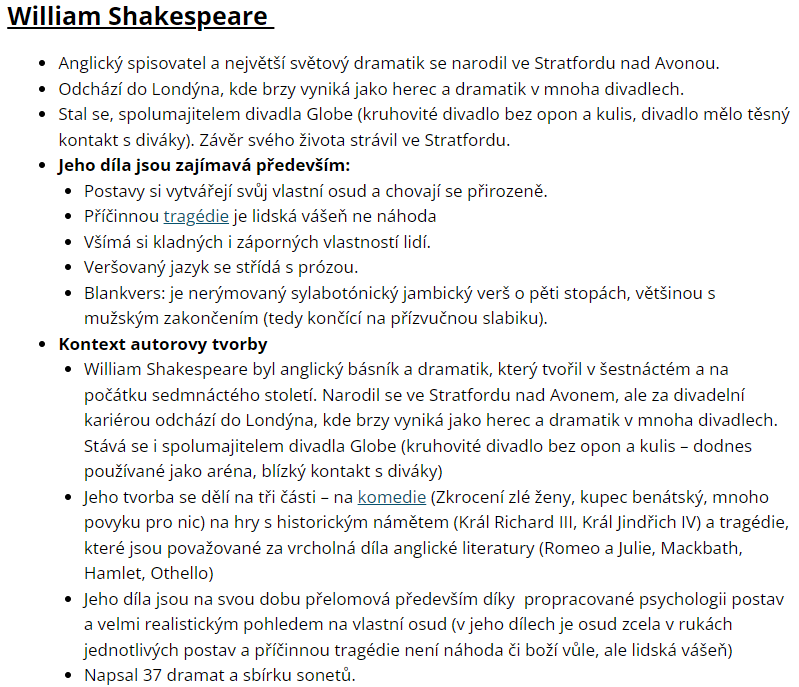 William Shakespeare
Anglický spisovatel a největší světový dramatik se narodil ve Stratfordu nad Avonou.
Odchází do Londýna, kde brzy vyniká jako herec a dramatik v mnoha divadlech.
Stal se, spolumajitelem divadla Globe (kruhovité divadlo bez opon a kulis, divadlo mělo těsný
kontakt s diváky). Závěr svého života strávil ve Stratfordu.
Jeho díla jsou zajímavá především:
Postavy si vytvářejí svůj vlastní osud a chovají se přirozeně.
Příčinnou tragédie je lidská vášeň ne náhoda
Všímá si kladných i záporných vlastností lidí.
Veršovaný jazyk se střídá s prózou.
Blankvers: je nerýmovaný sylabotónický jambický verš o pěti stopách, většinou s
mužským zakončením (tedy končící na přízvučnou slabiku).
Kontext autorovy tvorby
William Shakespeare byl anglický básník a dramatik, který tvořil v šestnáctém a na
počátku sedmnáctého století. Narodil se ve Stratfordu nad Avonem, ale za divadelní
kariérou odchází do Londýna, kde brzy vyniká jako herec a dramatik v mnoha divadlech.
Stává se i spolumajitelem divadla Globe (kruhovité divadlo bez opon a kulis – dodnes
používané jako aréna, blízký kontakt s diváky)
Jeho tvorba se dělí na tři části – na komedie (Zkrocení zlé ženy, kupec benátský, mnoho
povyku pro nic) na hry s historickým námětem (Král Richard III, Král Jindřich IV) a tragédie,
které jsou považované za vrcholná díla anglické literatury (Romeo a Julie, Mackbath,
Hamlet, Othello)
Jeho díla jsou na svou dobu přelomová především díky propracované psychologii postav
a velmi realistickým pohledem na vlastní osud (v jeho dílech je osud zcela v rukách
jednotlivých postav a příčinnou tragédie není náhoda či boží vůle, ale lidská vášeň)
Napsal 37 dramat a sbírku sonetů.